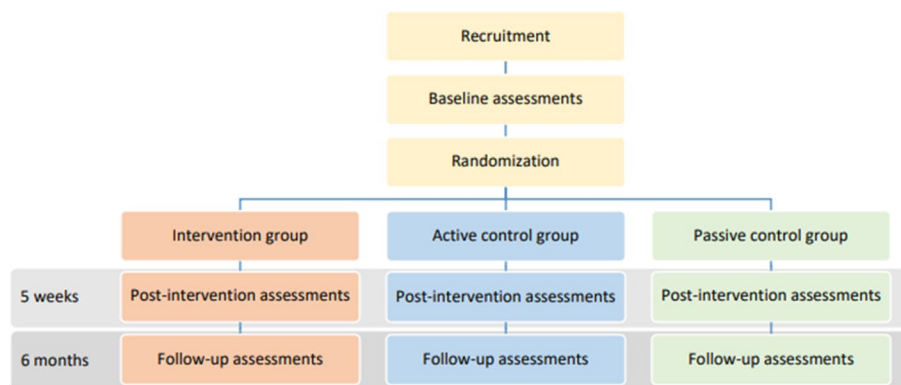 Recruitment
Baseline assessments
Randomization
Intervention group
Active control group
Passive control group
5 weeks
Post-intervention assessments
Post-intervention assessments
Post-intervention assessments
6 months
Follow-up assessments
Follow-up assessments
Follow-up assessments